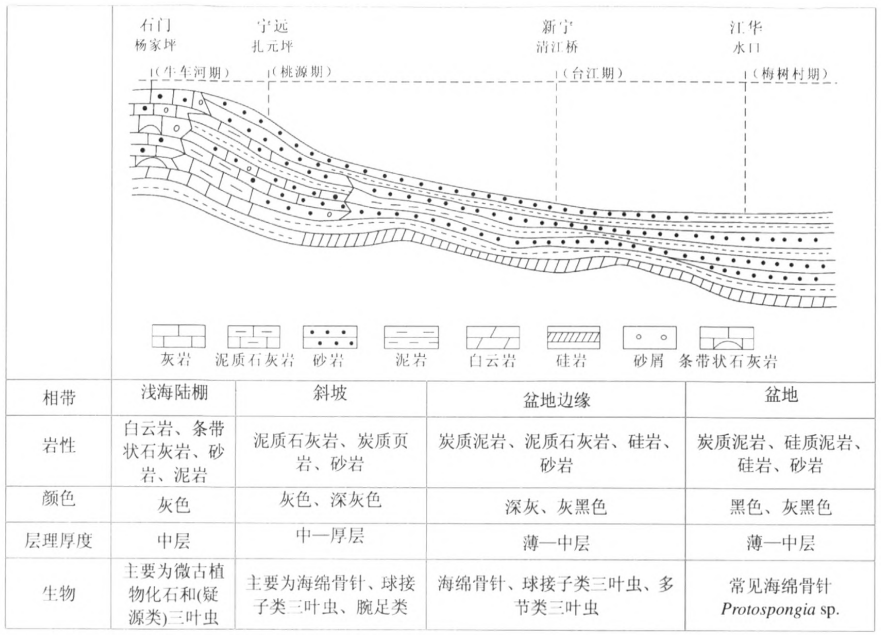 石门 宁远 新宁 江华
杨家坪 扎元坪 清江桥 水口
(牛车河期) (桃源期) (台江期) (梅树村期)
灰岩 泥质石灰岩 砂岩 泥岩 白云岩 硅岩 砂屑 条带状石灰岩
相带 浅海陆棚 斜坡 盆地边缘 盆地
岩性
白云岩、条带
状石灰岩、砂
岩、泥岩
泥质石灰岩、炭质页
岩、砂岩
炭质泥岩、泥质石灰岩、硅岩、
砂岩
炭质泥岩、硅质泥岩、
硅岩、砂岩
颜色 灰色 灰色、深灰色 深灰、灰黑色 黑色、灰黑色
层理厚度 中层 中—厚层 薄—中层 薄—中层
生物
主要为微古植
物化石和(疑
源类)三叶虫
主要为海绵骨针、球接
子类三叶虫、腕足类
海绵骨针、球接子类三叶虫、多
节类三叶虫
常见海绵骨针
Protospongia sp.